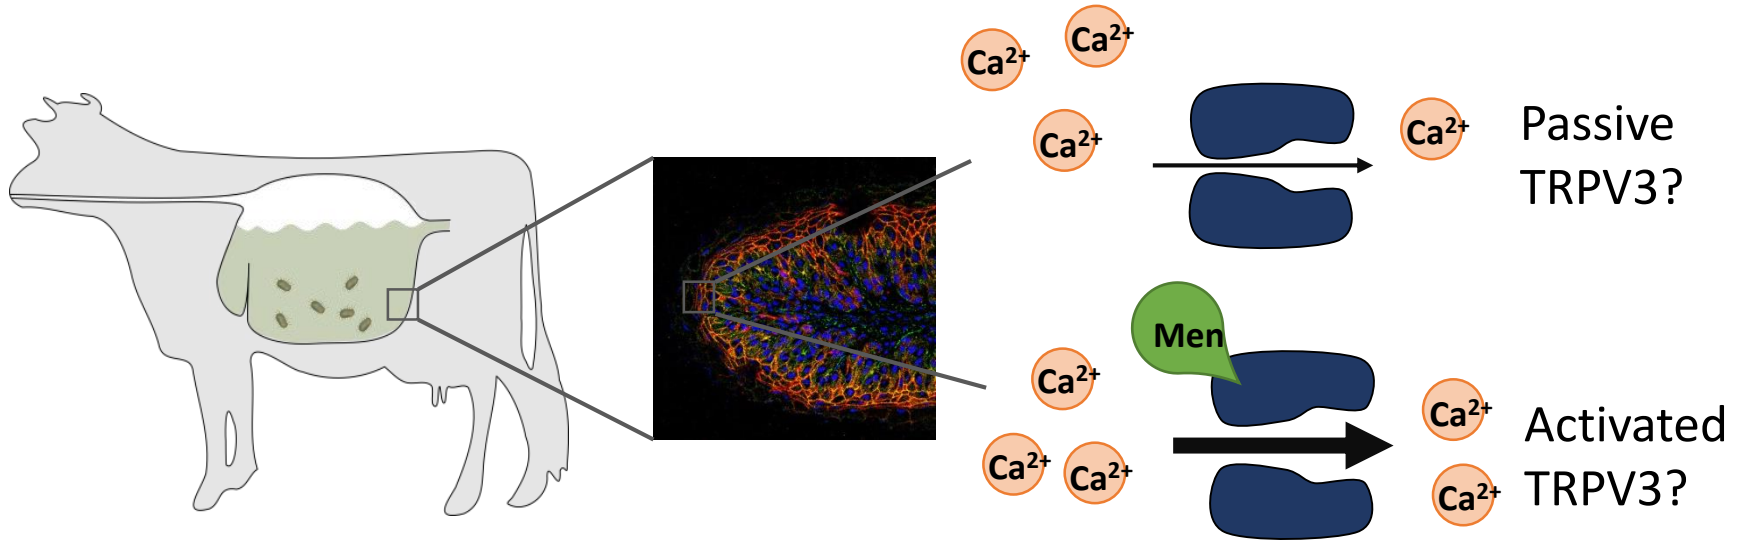 Ca2+
Ca2+
Ca2+
Ca2+
Passive
TRPV3?
Men
Ca2+
Ca2+
Ca2+
Ca2+
Ca2+
Activated
TRPV3?